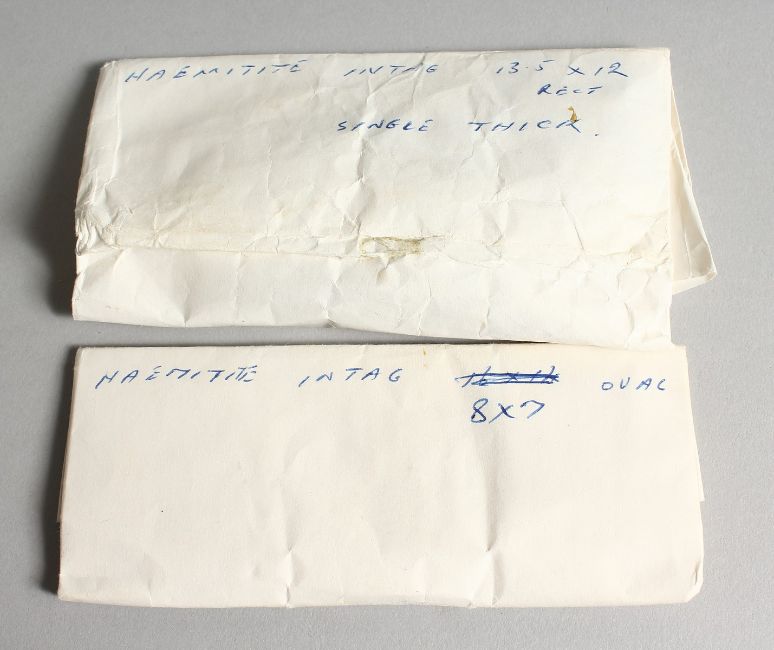 HAEMITITE INTAG 13.5 X 12
RECT
SINGLE THICK.
HAEMITITE INTAG OVAL
8X7